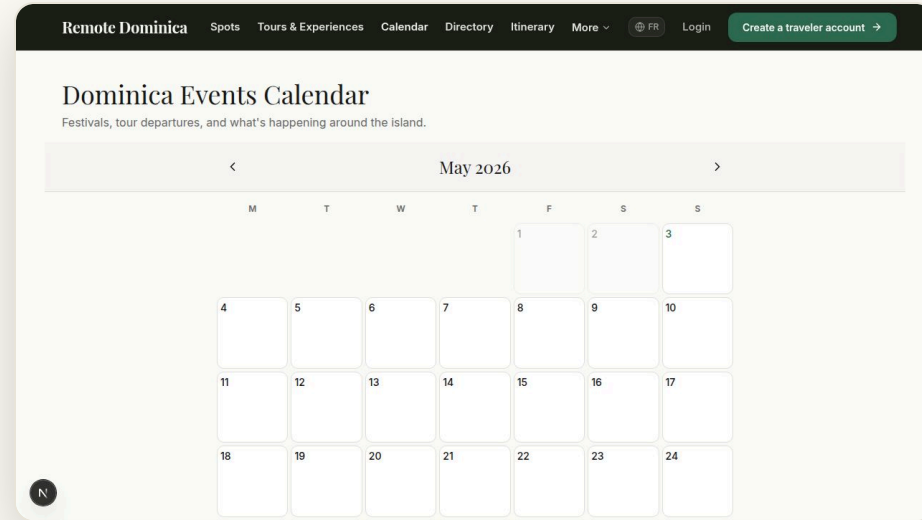 Remote Dominica Spots Tours & Experiences Calendar Directory Itinerary More FR Login Create a traveler account →
Dominica Events Calendar
Festivals, tour departures, and what's happening around the island.
< May 2026 >
M T W T F S S
1 2 3
4 5 6 7 8 9 10
11 12 13 14 15 16 17
18 19 20 21 22 23 24
N